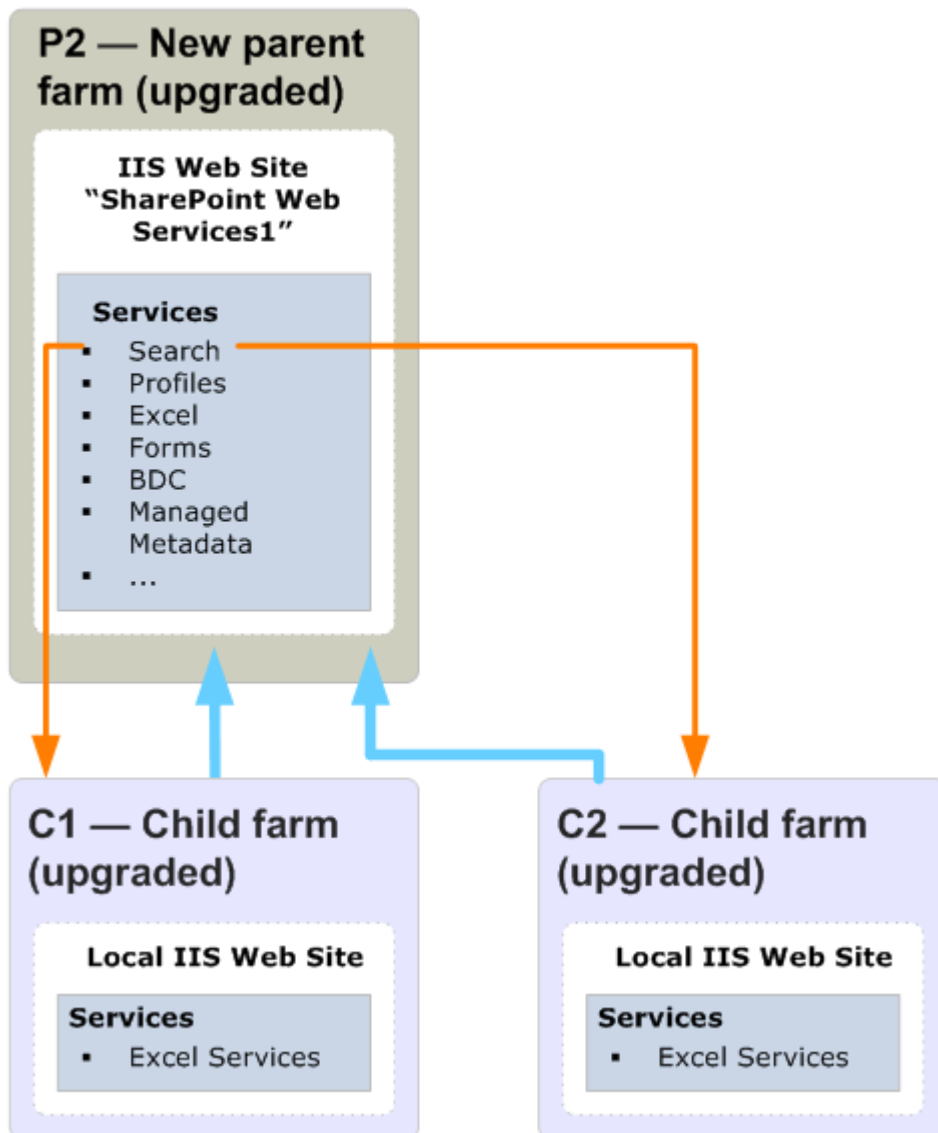 P2 — New parent
farm (upgraded)
IIS Web Site
“SharePoint Web
Services1”
Services
▪ Search
▪ Profiles
▪ Excel
▪ Forms
▪ BDC
▪ Managed
Metadata
▪ ...
C1 — Child farm
(upgraded)
Local IIS Web Site
Services
▪ Excel Services
C2 — Child farm
(upgraded)
Local IIS Web Site
Services
▪ Excel Services